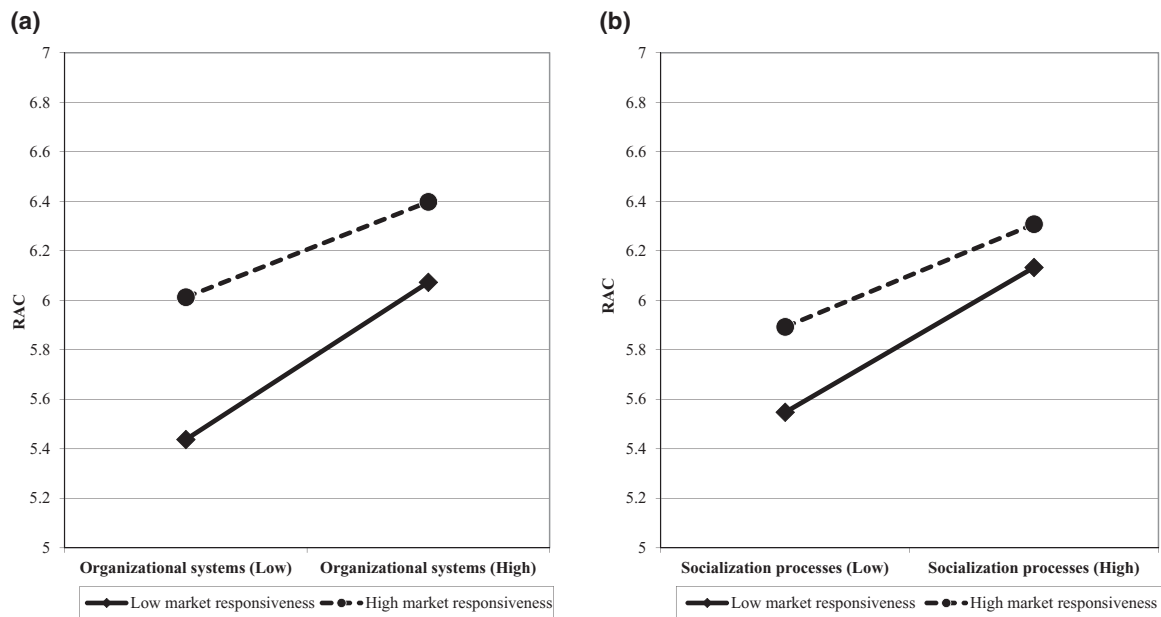 (a)
7
6.8
6.6
6.4
6.2
6
5.8
5.6
5.4
5.2
5
RAC
Organizational systems (Low) Organizational systems (High)
Low market responsiveness High market responsiveness
(b)
7
6.8
6.6
6.4
6.2
6
5.8
5.6
5.4
5.2
5
RAC
Socialization processes (Low) Socialization processes (High)
Low market responsiveness High market responsiveness